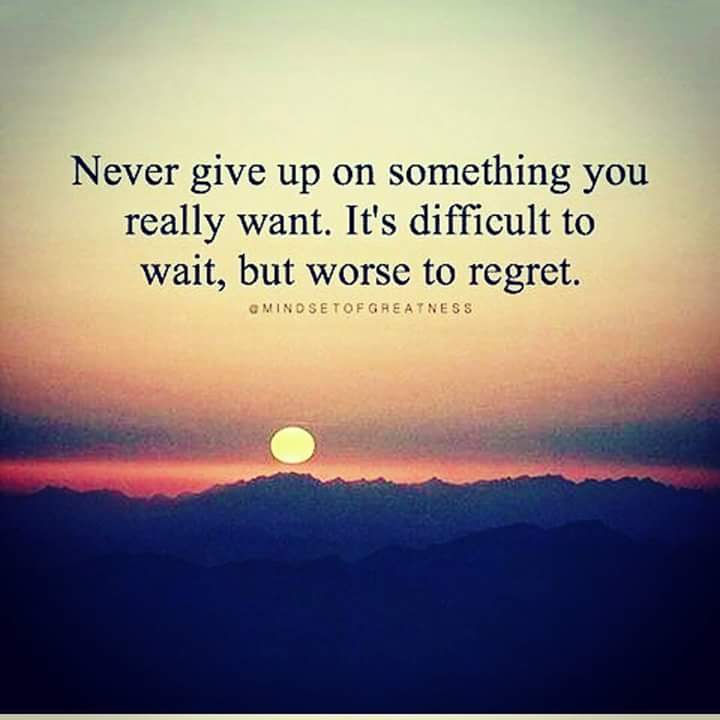 Never give up on something you
really want. It's difficult to
wait, but worse to regret.
@MINDSETOFGREATNESS